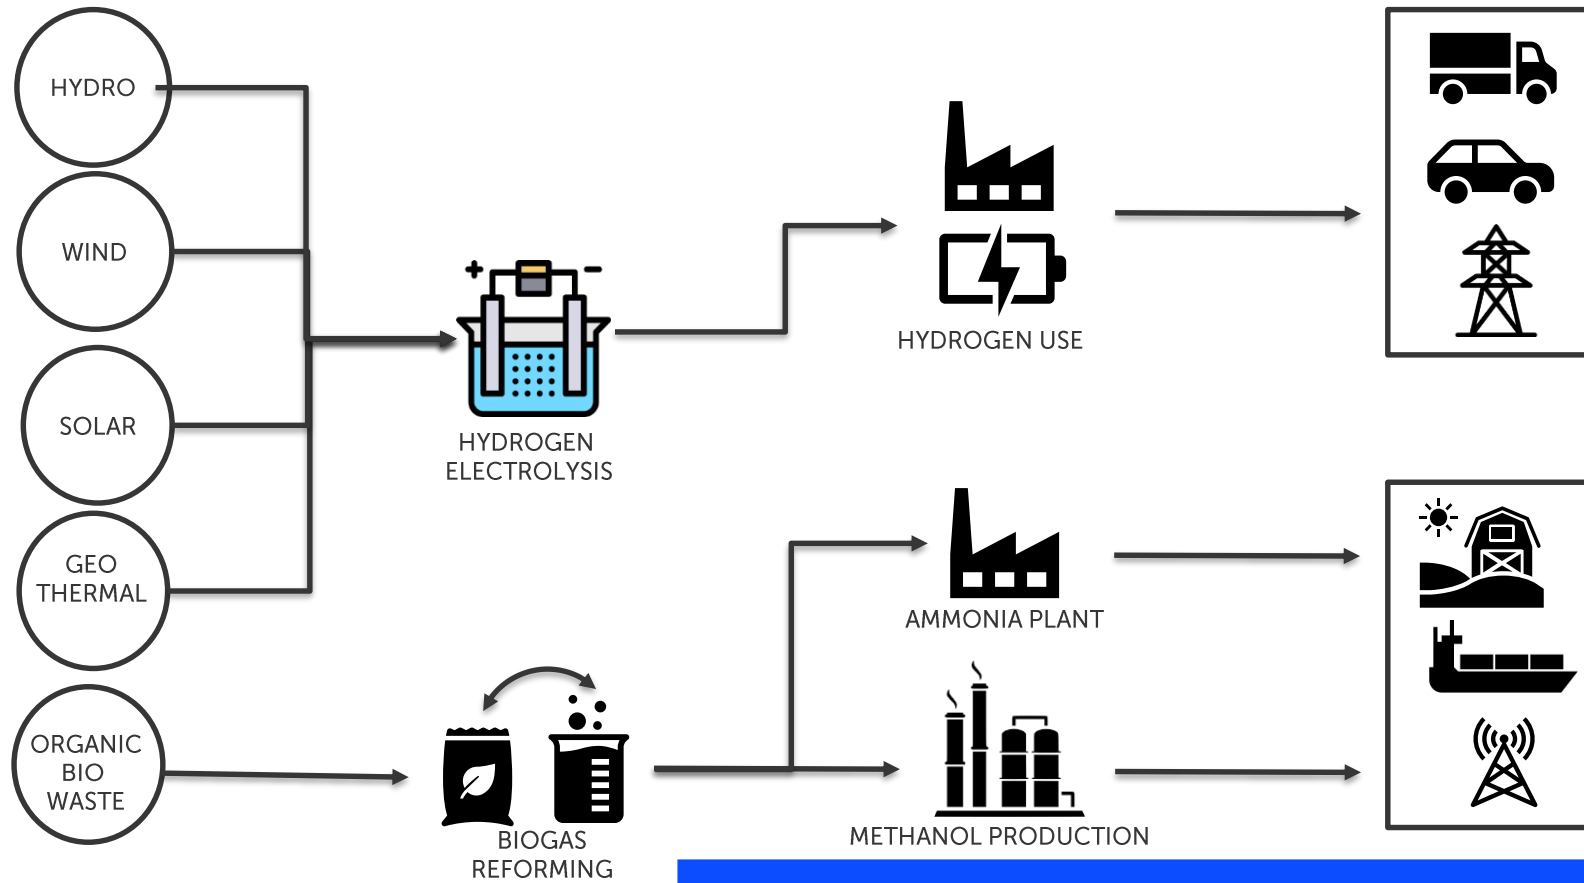 HYDRO
WIND
SOLAR
GEO
THERMAL
ORGANIC
BIO
WASTE
+ −
HYDROGEN
ELECTROLYSIS
BIOGAS
REFORMING
HYDROGEN USE
AMMONIA PLANT
METHANOL PRODUCTION